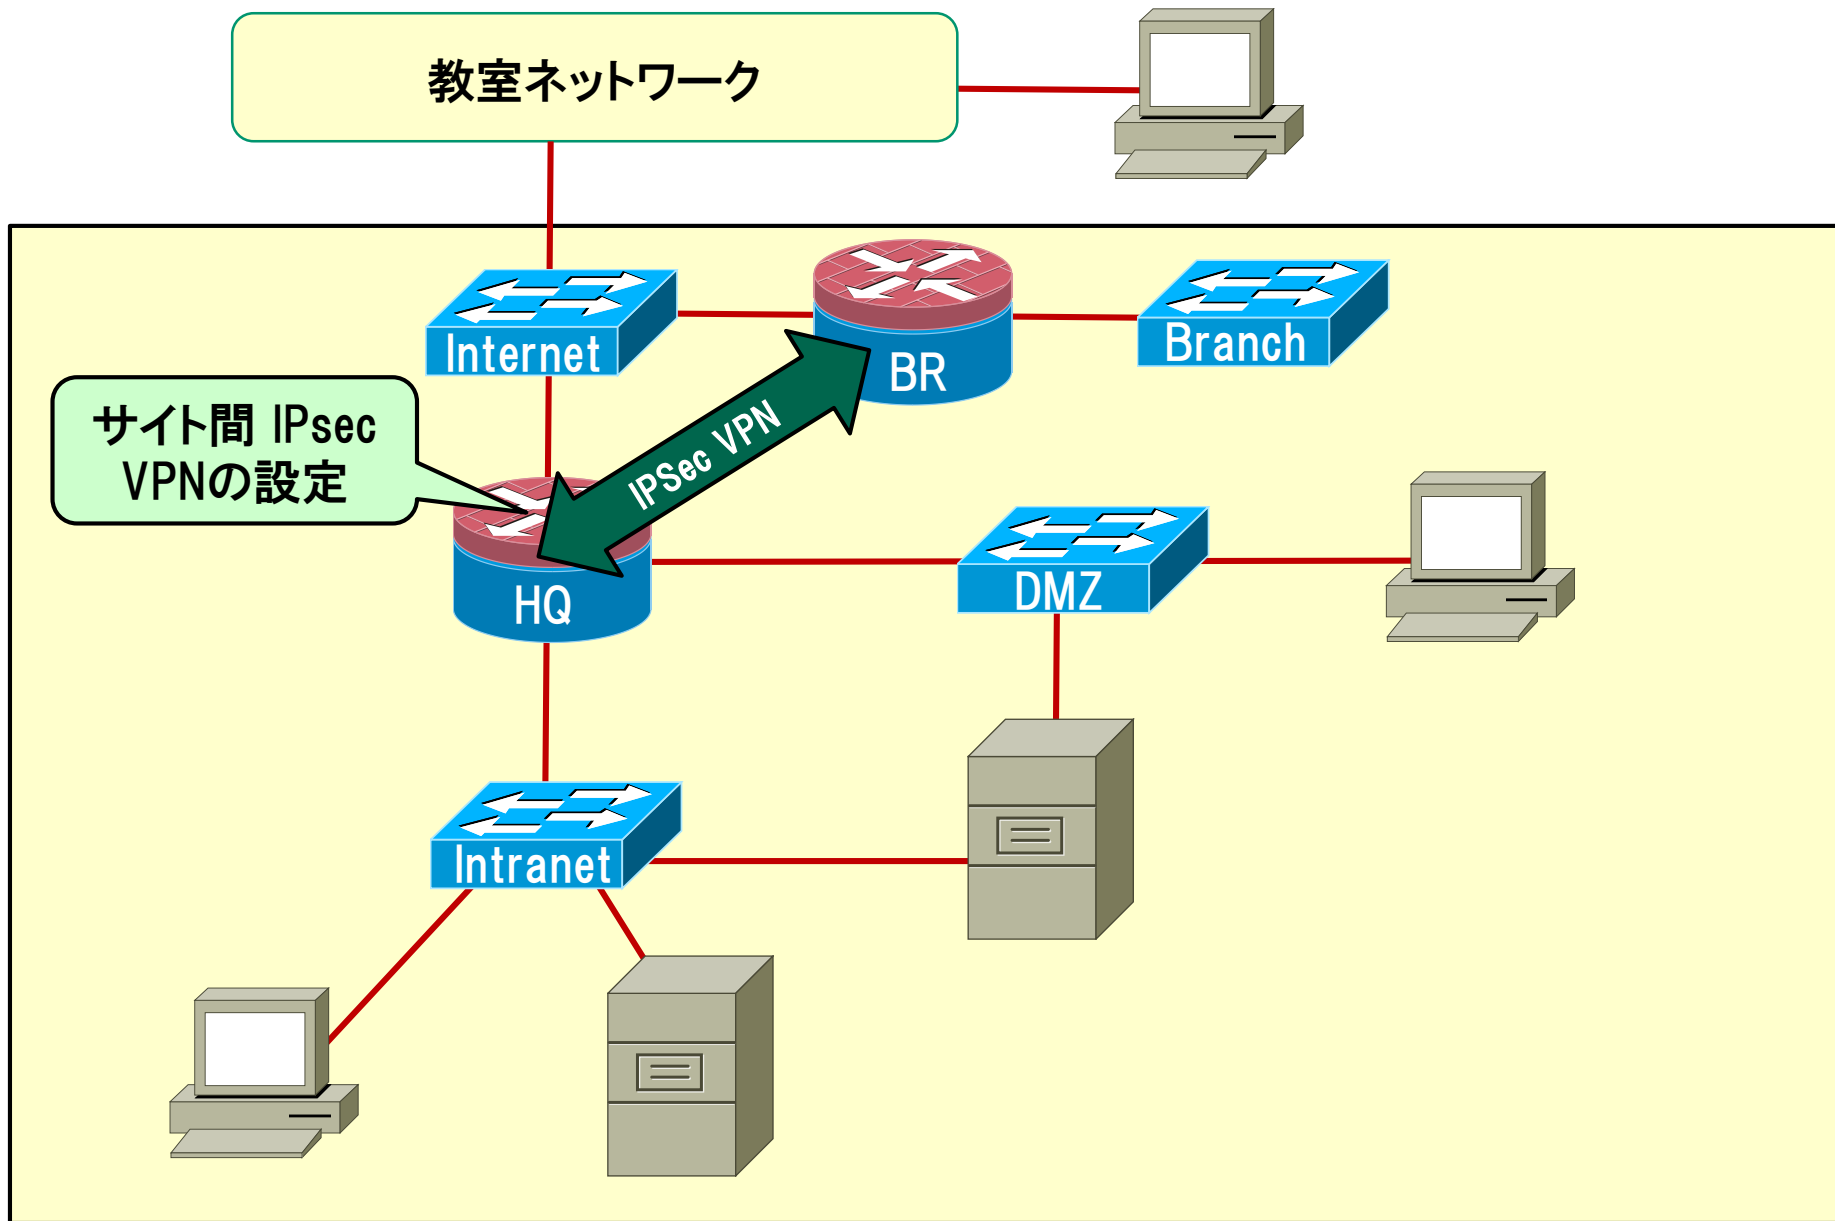 教室ネットワーク
Internet
BR
Branch
サイト間 IPsec
VPNの設定
IPSec VPN
HQ
DMZ
Intranet